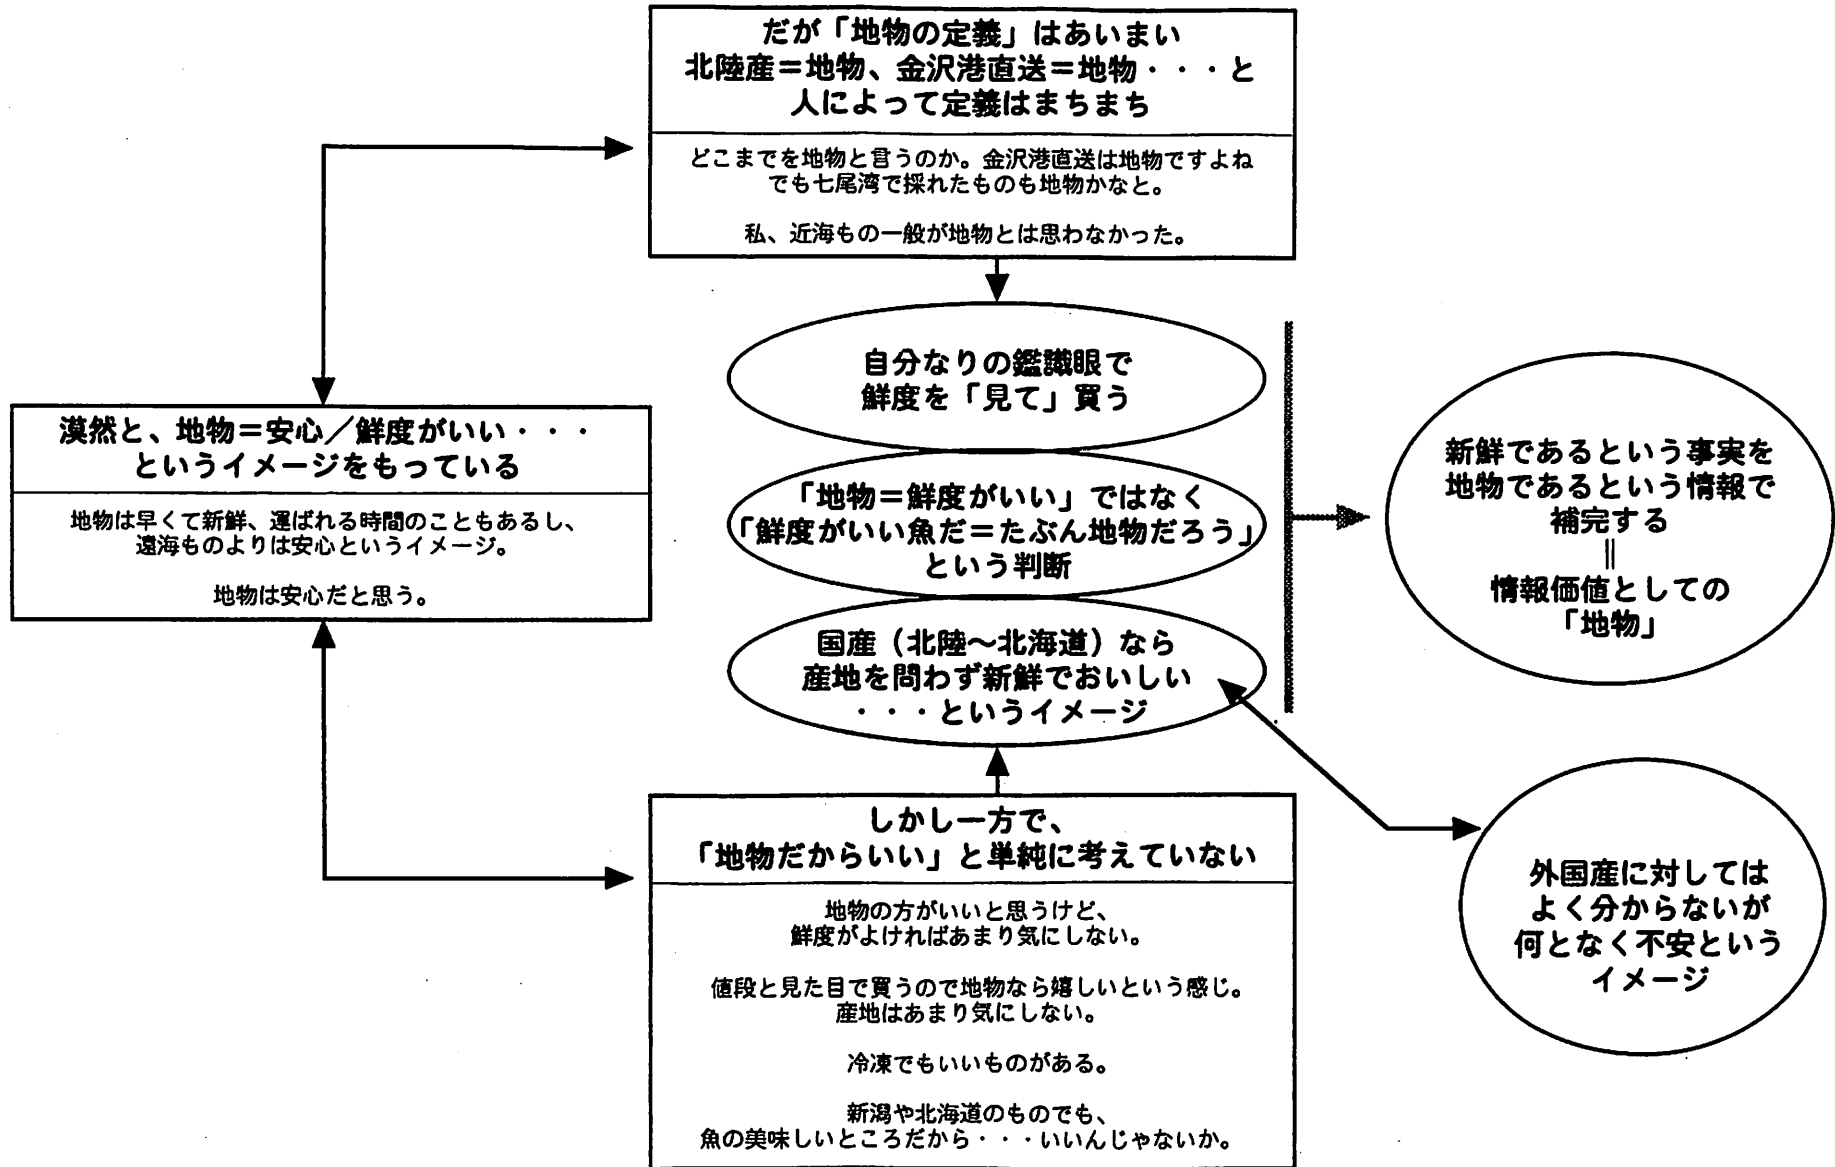 だが「地物の定義」はあいまい
北陸産＝地物、金沢港直送＝地物・・・と
人によって定義はまちまち
どこまでを地物と言うのか。金沢港直送は地物ですよね
でも七尾湾で採れたものも地物かなと。
私、近海もの一般が地物とは思わなかった。
漠然と、地物＝安心／鮮度がいい・・・
というイメージをもっている
地物は早くて新鮮、運ばれる時間のこともあるし、
遠海ものよりは安心というイメージ。
地物は安心だと思う。
自分なりの鑑識眼で
鮮度を「見て」買う
「地物＝鮮度がいい」ではなく
「鮮度がいい魚だ＝たぶん地物だろう」
という判断
国産（北陸～北海道）なら
産地を問わず新鮮でおいしい
・・・というイメージ
新鮮であるという事実を
地物であるという情報で
補完する
||
情報価値としての
「地物」
しかし一方で、
「地物だからいい」と単純に考えていない
地物の方がいいと思うけど、
鮮度がよければあまり気にしない。
値段と見た目で買うので地物なら嬉しいという感じ。
産地はあまり気にしない。
冷凍でもいいものがある。
新潟や北海道のものでも、
魚の美味しいところだから・・・いいんじゃないか。
外国産に対しては
よく分からないが
何となく不安という
イメージ